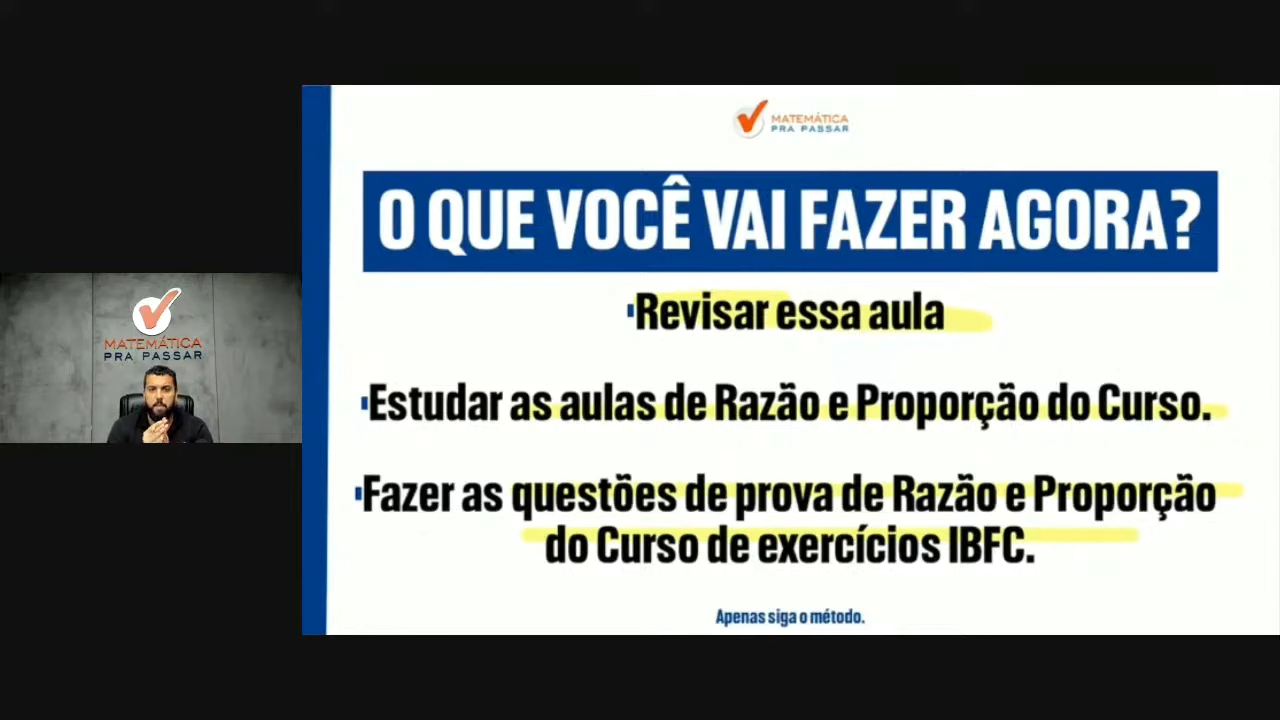 MATEMÁTICA
PRA PASSAR
O QUE VOCÊ VAI FAZER AGORA?
Revisar essa aula
Estudar as aulas de Razão e Proporção do Curso.
Fazer as questões de prova de Razão e Proporção
do Curso de exercícios IBFC.
Apenas siga o método.
MATEMÁTICA
PRA PASSAR